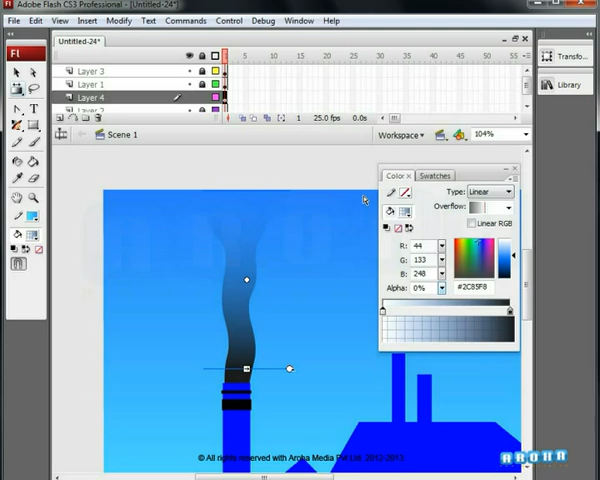 Adobe Flash CS3 Professional - [Untitled-24*]
File Edit View Insert Modify Text Commands Control Debug Window Help
Untitled-24*
5 10 15 20 25 30 35 40 45 50 55
Layer 3
Layer 1
Layer 4
Layer 2
1 25.0 fps 0.0s
Scene 1
Workspace
104%
Fl
T
Transfo...
Library
Color × Swatches
Type: Linear
Overflow:
Linear RGB
R: 44
G: 133
B: 248
Alpha: 0%
#2C85F8
© All rights reserved with Aroha Media Pvt Ltd. 2012-2013
AROHA